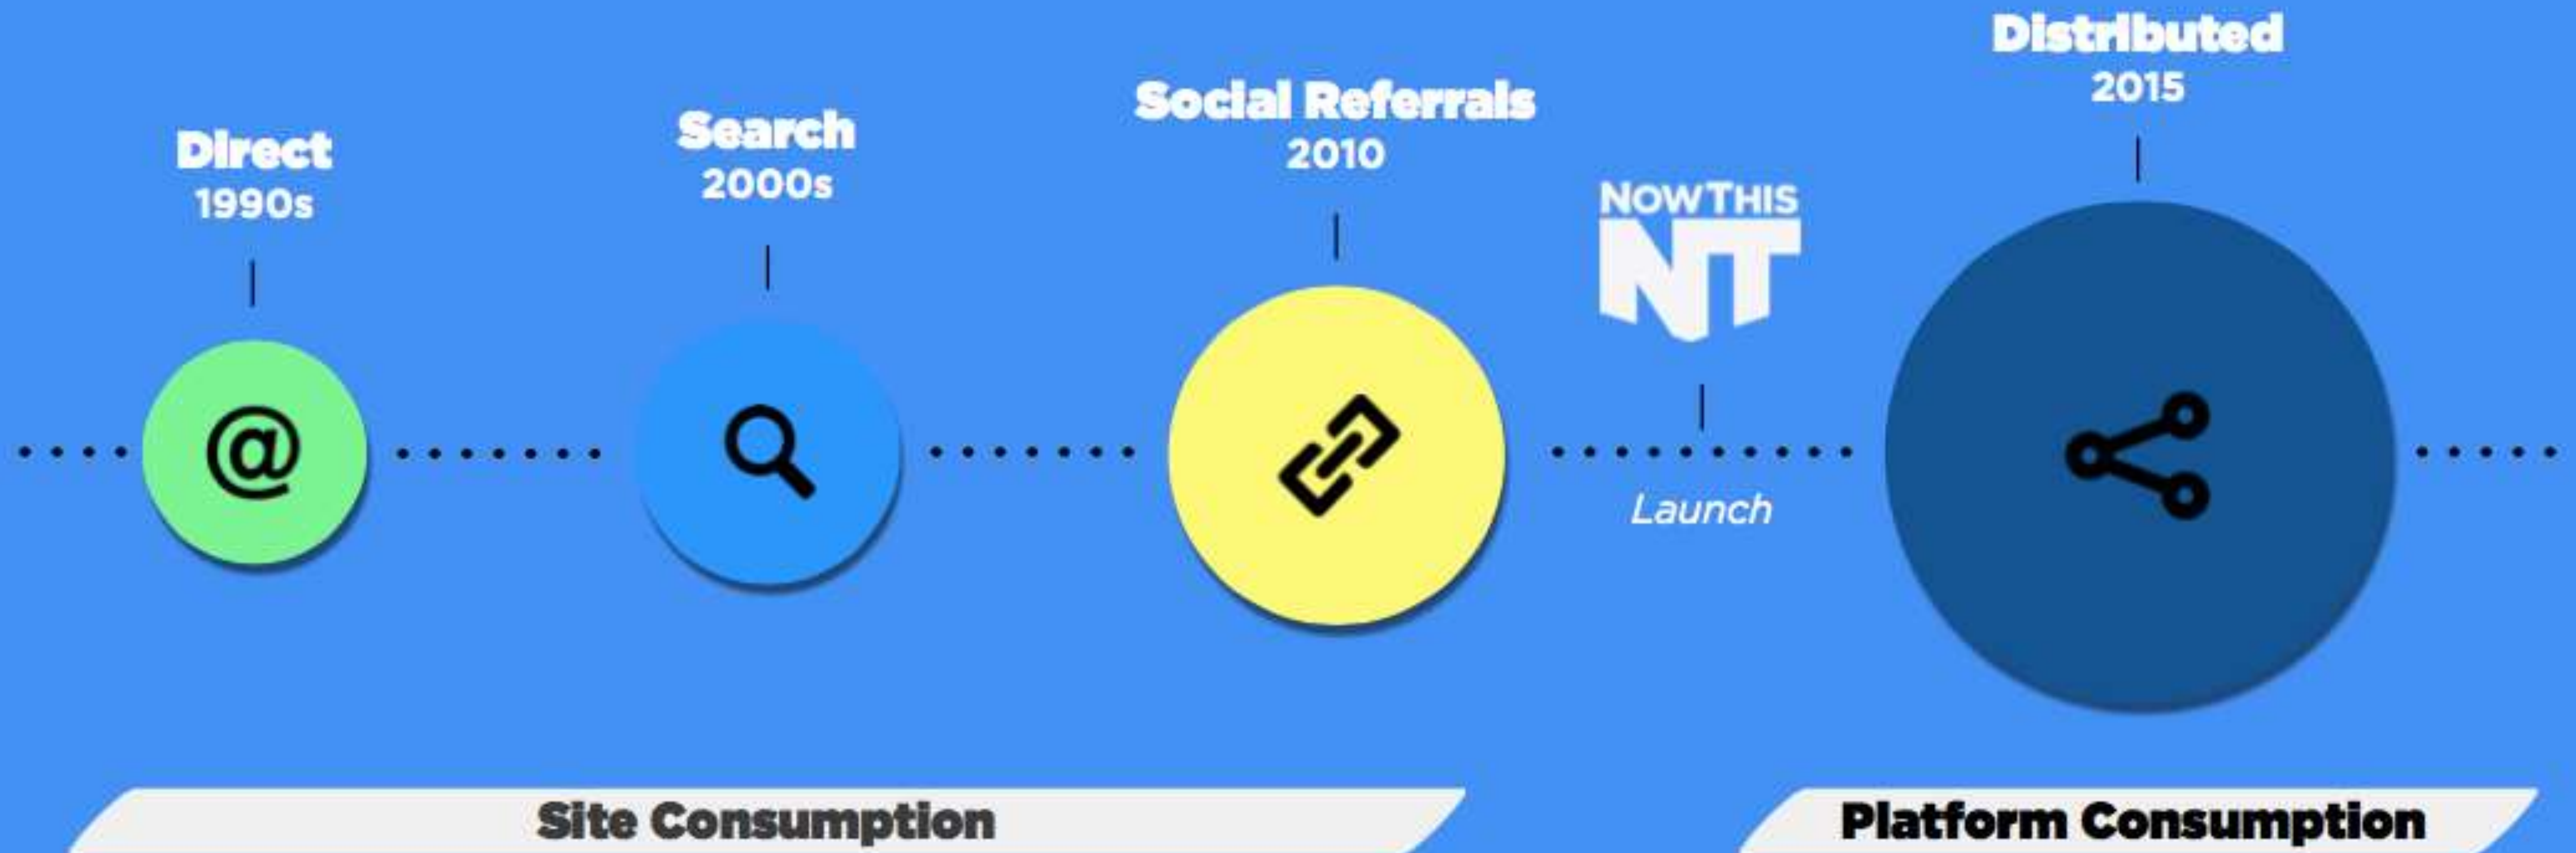 Direct
1990s
Search
2000s
Social Referrals
2010
NOWTHIS
NT
Launch
Distributed
2015
@
Site Consumption
Platform Consumption